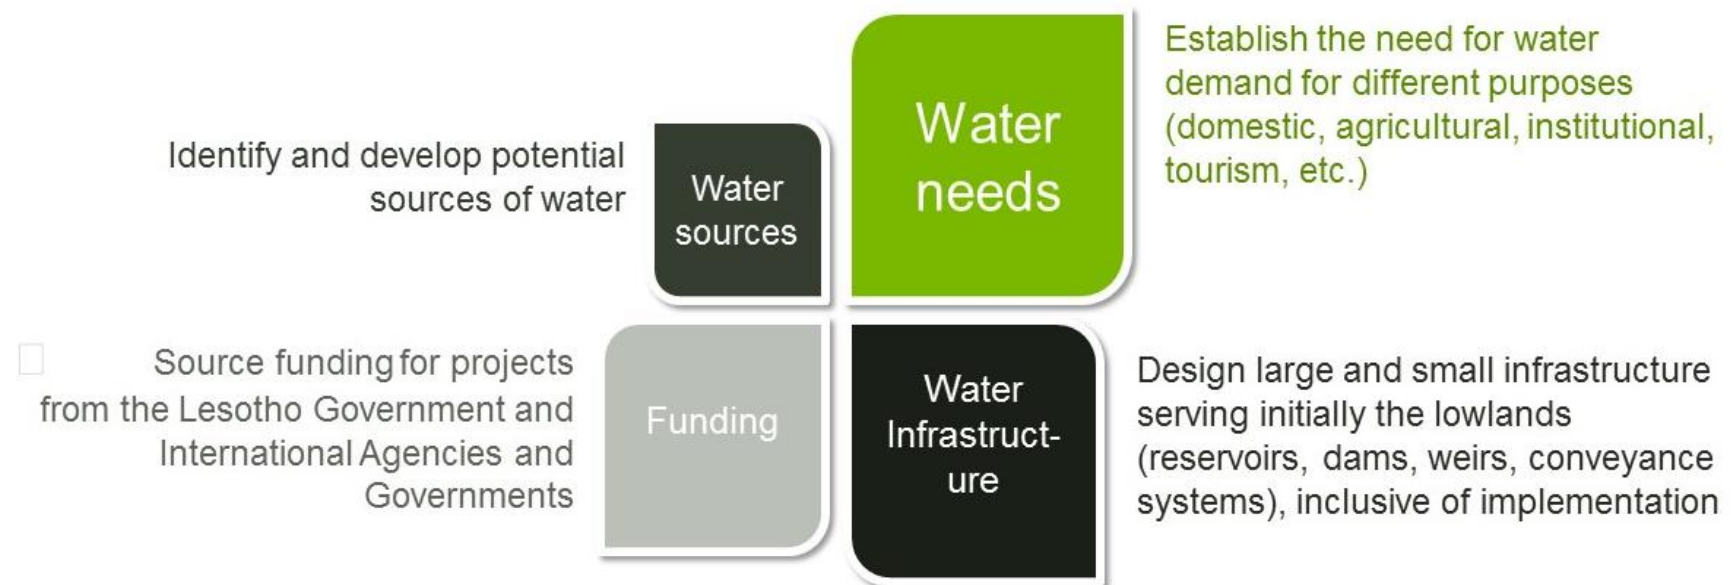 Identify and develop potential
sources of water
Water
sources
Water
needs
Establish the need for water
demand for different purposes
(domestic, agricultural, institutional,
tourism, etc.)
Source funding for projects
from the Lesotho Government and
International Agencies and
Governments
Funding
Water
Infrastruct-
ure
Design large and small infrastructure
serving initially the lowlands
(reservoirs, dams, weirs, conveyance
systems), inclusive of implementation